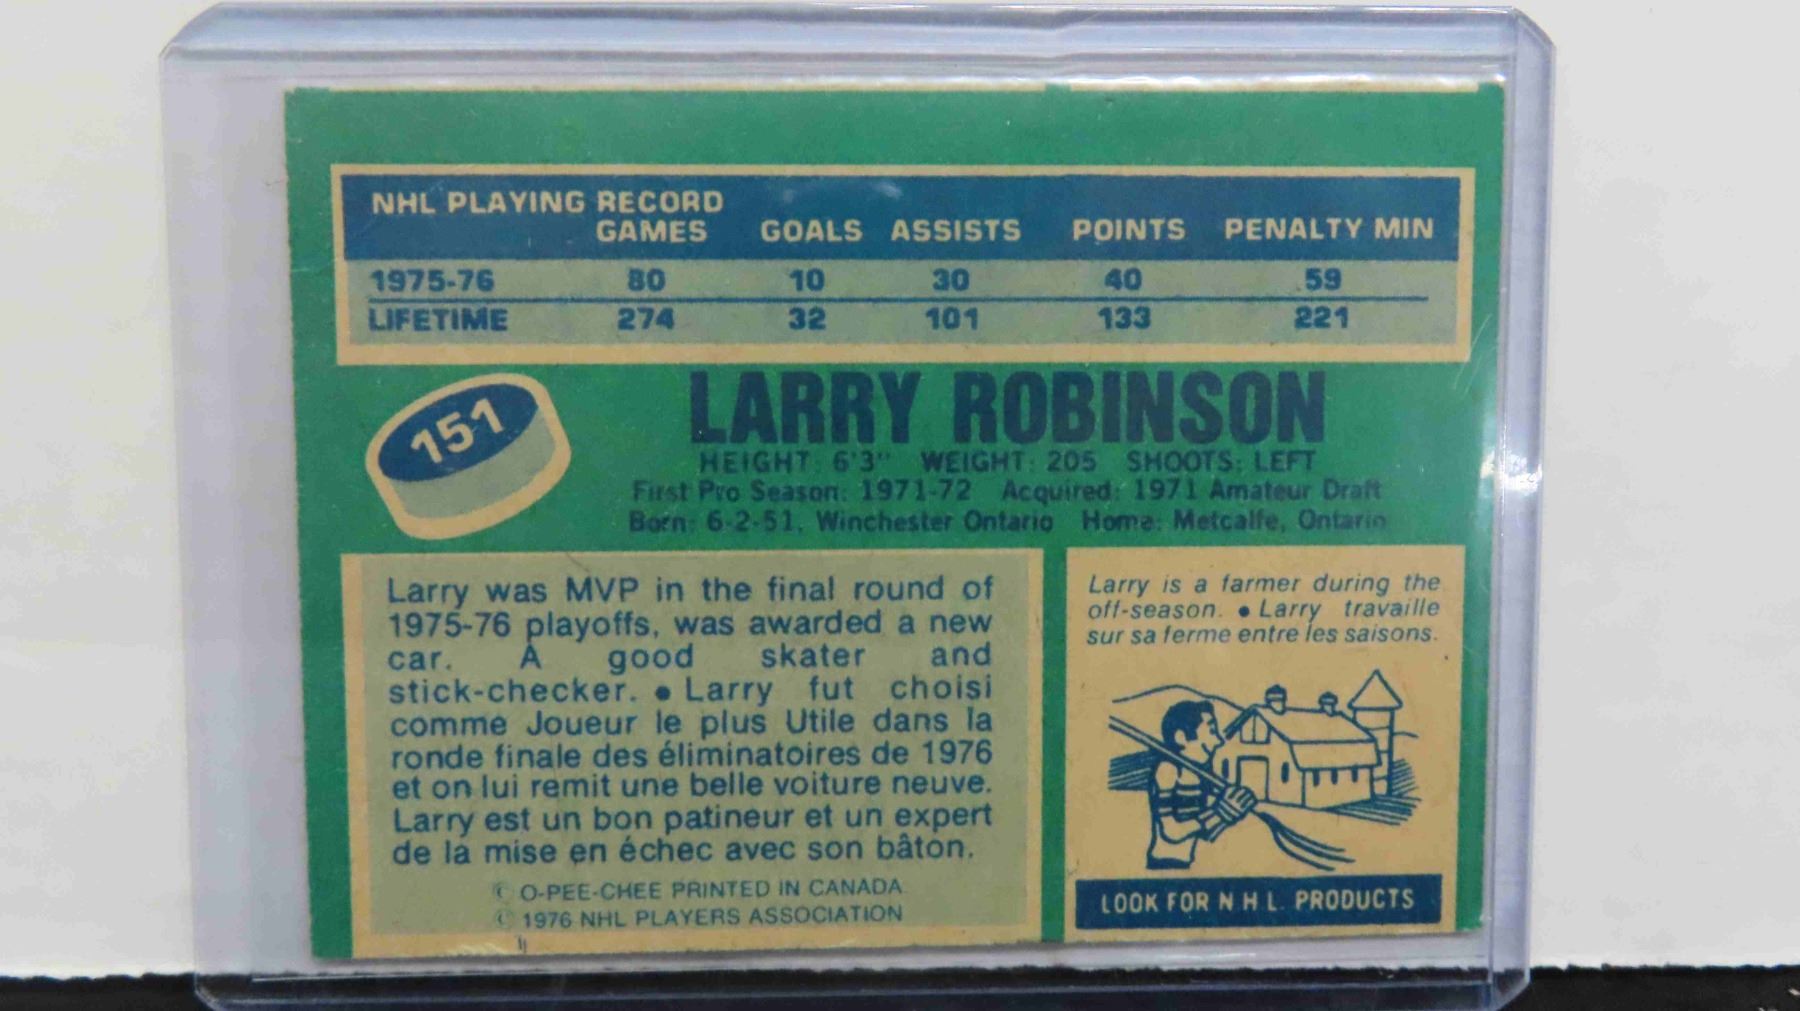 NHL PLAYING RECORD
GAMES GOALS ASSISTS POINTS PENALTY MIN
1975-76 80 10 30 40 59
LIFETIME 274 32 101 133 221
151
LARRY ROBINSON
HEIGHT: 6'3" WEIGHT: 205 SHOOTS: LEFT
First Pro Season: 1971-72 Acquired: 1971 Amateur Draft
Born: 6-2-51, Winchester Ontario Home: Metcalfe, Ontario
Larry was MVP in the final round of
1975-76 playoffs, was awarded a new
car. A good skater and
stick-checker. • Larry fut choisi
comme Joueur le plus Utile dans la
ronde finale des éliminatoires de 1976
et on lui remit une belle voiture neuve.
Larry est un bon patineur et un expert
de la mise en échec avec son bâton.
© O-PEE-CHEE PRINTED IN CANADA
© 1976 NHL PLAYERS ASSOCIATION
Larry is a farmer during the
off-season. • Larry travaille
sur sa ferme entre les saisons.
LOOK FOR N H L PRODUCTS